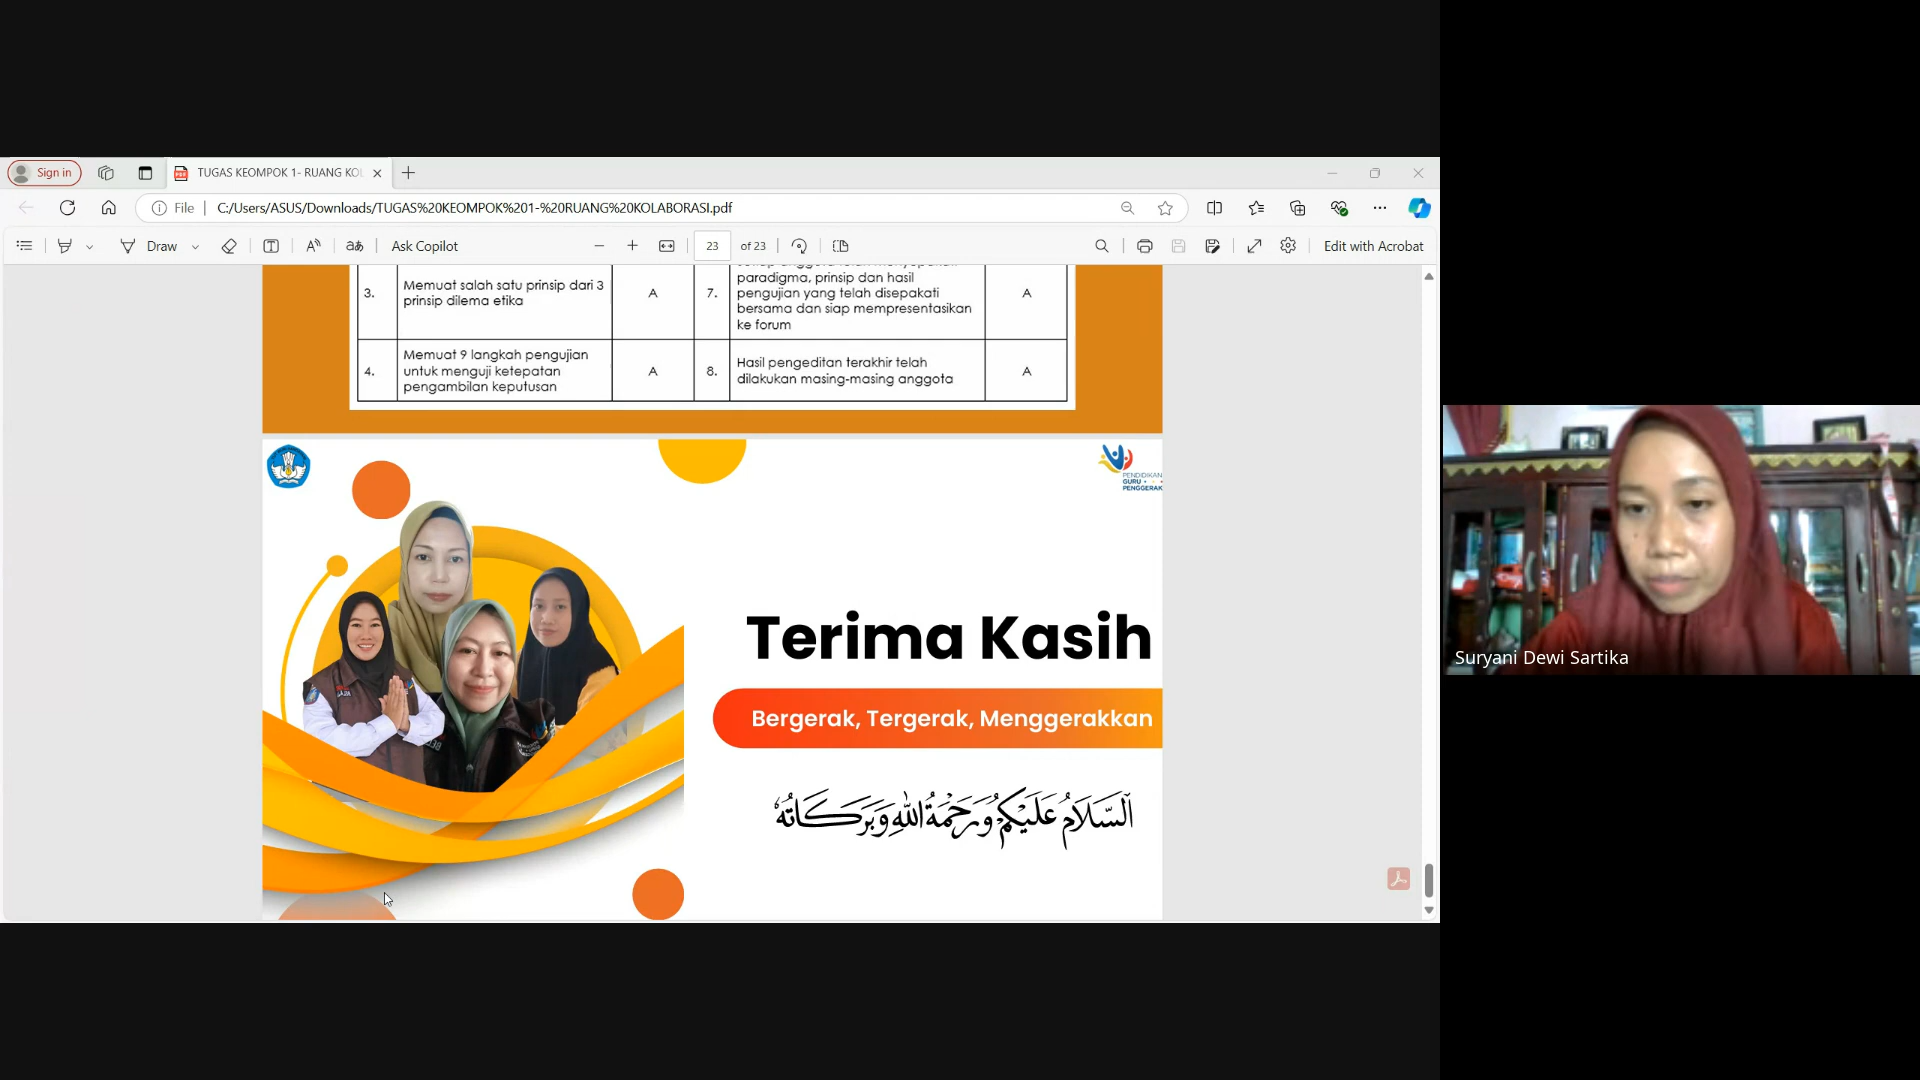 Sign in
TUGAS KEOMPOK 1- RUANG KOL
File
C:/Users/ASUS/Downloads/TUGAS%20KEOMPOK%201-%20RUANG%20KOLABORASI.pdf
Draw
Ask Copilot
23
of 23
Edit with Acrobat
3.
Memuat salah satu prinsip dari 3
prinsip dilema etika
A
7.
paradigma, prinsip dan hasil
pengujian yang telah disepakati
bersama dan siap mempresentasikan
ke forum
A
4.
Memuat 9 langkah pengujian
untuk menguji ketepatan
pengambilan keputusan
A
8.
Hasil pengeditan terakhir telah
dilakukan masing-masing anggota
A
PENDIDIKAN
GURU
PENGGERAK
Terima Kasih
Bergerak, Tergerak, Menggerakkan
اَلسَّلَامُ عَلَيْكُمْ وَرَحْمَةُ اللهِ وَبَرَكَاتُهُ
Suryani Dewi Sartika